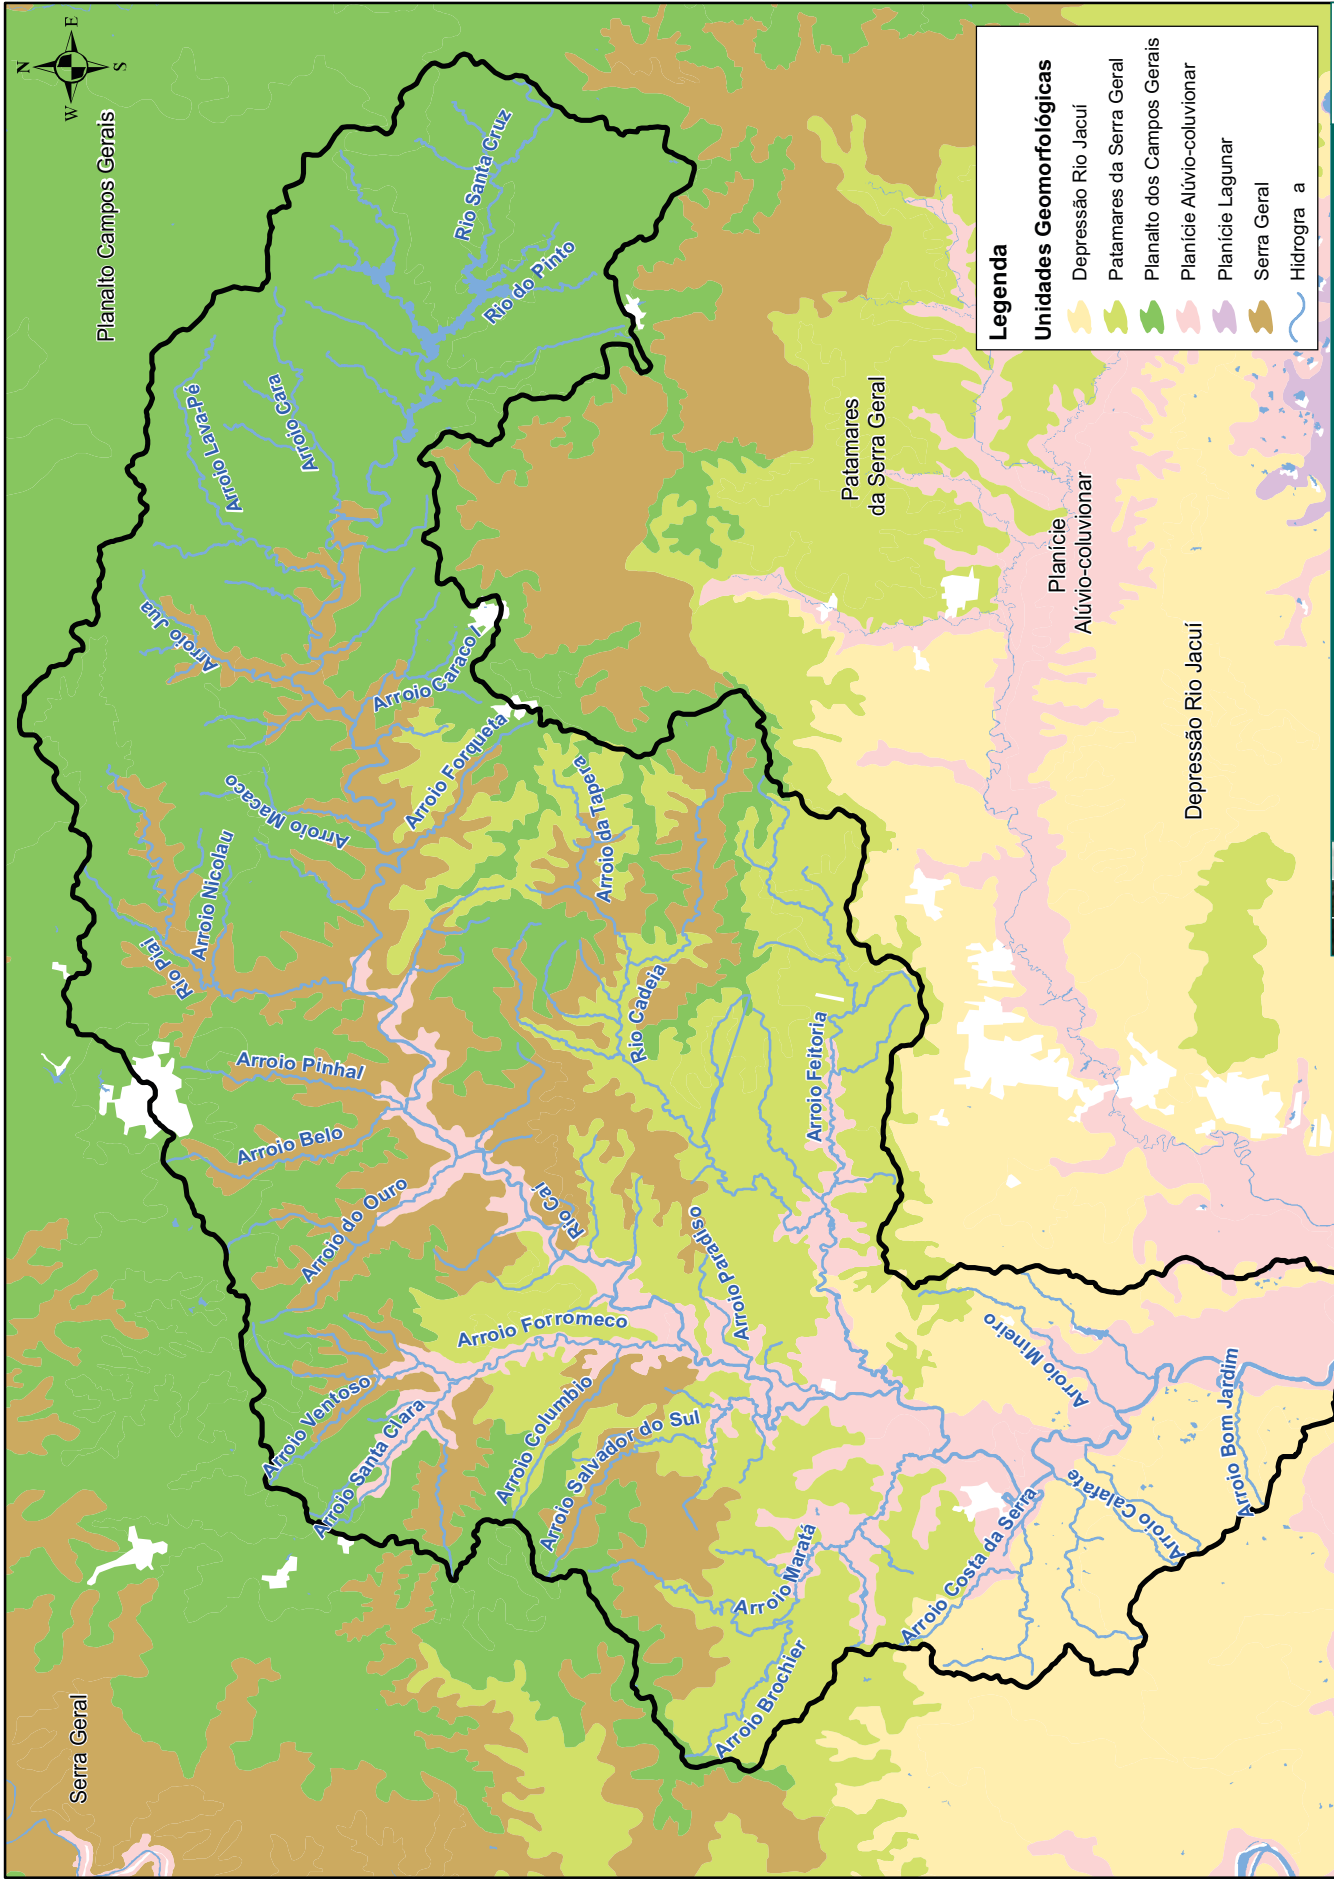 N
E
S
W
Planalto Campos Gerais
Serra Geral
Patamares
da Serra Geral
Planície
Alúvio-coluvionar
Depressão Rio Jacuí
Rio Santa Cruz
Rio do Pinto
Arroio Lava-Pé
Arroio Cara
Arroio Jua
Arroio Caracol
Arroio Forqueta
Arroio Macaco
Arroio Nicolau
Rio Piai
Arroio da Tapera
Rio Cadeia
Arroio Feitoria
Arroio Pinhal
Arroio Belo
Arroio do Ouro
Rio Caí
Arroio Paradiso
Arroio Forromeco
Arroio Ventoso
Arroio Santa Clara
Arroio Columbio
Arroio Salvador do Sul
Arroio Maratá
Arroio Brochier
Arroio Costa da Serra
Arroio Calafate
Arroio Mineiro
Arroio Bom Jardim
Legenda
Unidades Geomorfológicas
Depressão Rio Jacuí
Patamares da Serra Geral
Planalto dos Campos Gerais
Planície Alúvio-coluvionar
Planície Lagunar
Serra Geral
Hidrogra a